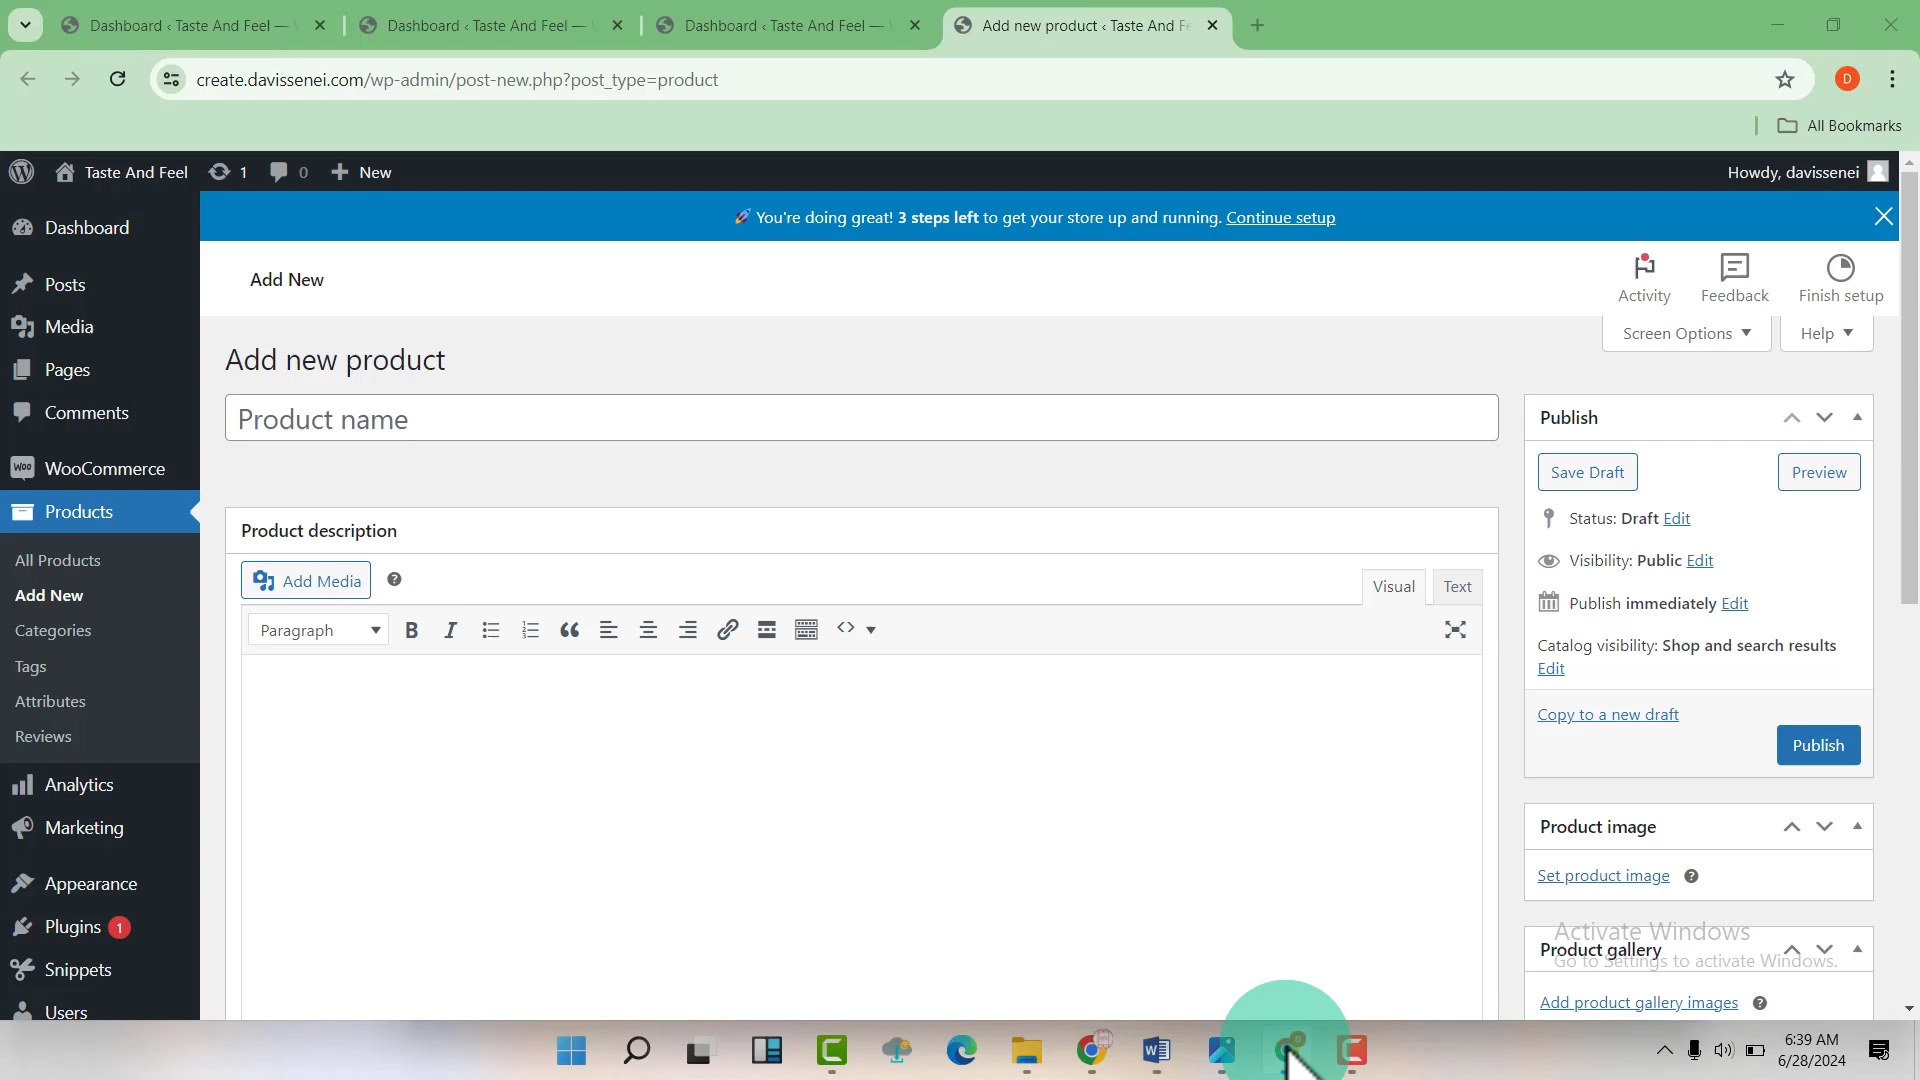 Dashboard ‹ Taste And Feel —
Dashboard ‹ Taste And Feel —
Dashboard ‹ Taste And Feel —
Add new product ‹ Taste And Fe
create.davissenei.com/wp-admin/post-new.php?post_type=product
D
All Bookmarks
Taste And Feel
1
0
New
Howdy, davissenei
🚀 You're doing great! 3 steps left to get your store up and running. Continue setup
Dashboard
Posts
Media
Pages
Comments
WooCommerce
Products
All Products
Add New
Categories
Tags
Attributes
Reviews
Analytics
Marketing
Appearance
Plugins 1
Snippets
Users
Add New
Activity
Feedback
Finish setup
Screen Options
Help
Add new product
Product name
Product description
Add Media
Visual
Text
Paragraph
Publish
Save Draft
Preview
Status: Draft Edit
Visibility: Public Edit
Publish immediately Edit
Catalog visibility: Shop and search results
Edit
Copy to a new draft
Publish
Product image
Set product image
Activate Windows
Go to Settings to activate Windows.
Product gallery
Add product gallery images
6:39 AM
6/28/2024